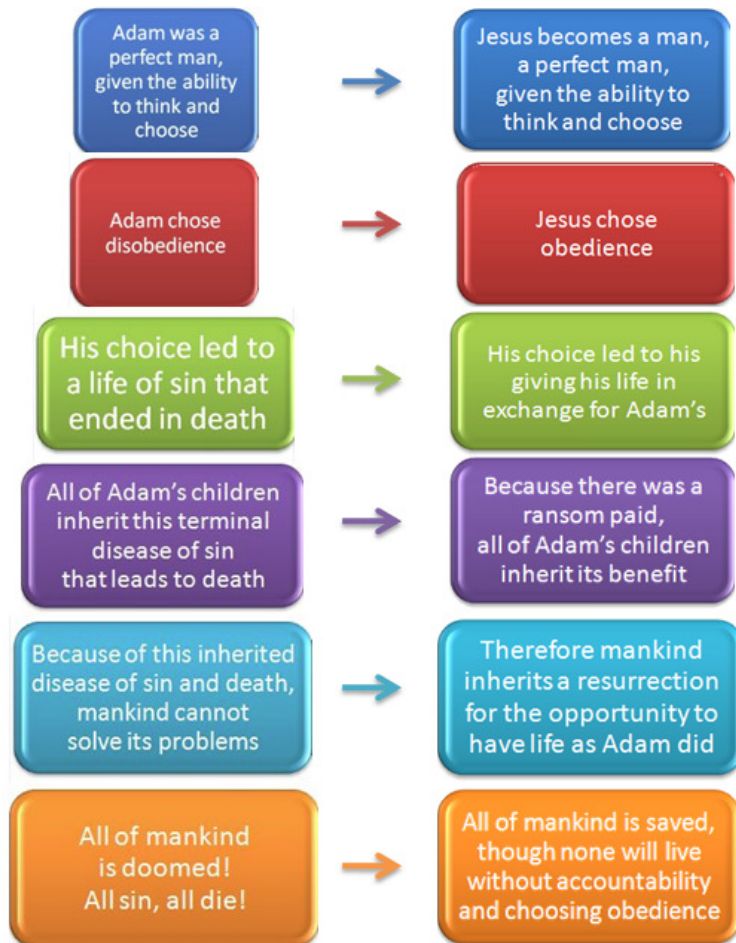 Adam was a
perfect man,
given the ability
to think and
choose
Jesus becomes a man,
a perfect man,
given the ability to
think and choose
Adam chose
disobedience
Jesus chose
obedience
His choice led to
a life of sin that
ended in death
His choice led to his
giving his life in
exchange for Adam's
All of Adam's children
inherit this terminal
disease of sin
that leads to death
Because there was a
ransom paid,
all of Adam's children
inherit its benefit
Because of this inherited
disease of sin and death,
mankind cannot
solve its problems
Therefore mankind
inherits a resurrection
for the opportunity to
have life as Adam did
All of mankind
is doomed!
All sin, all die!
All of mankind is saved,
though none will live
without accountability
and choosing obedience